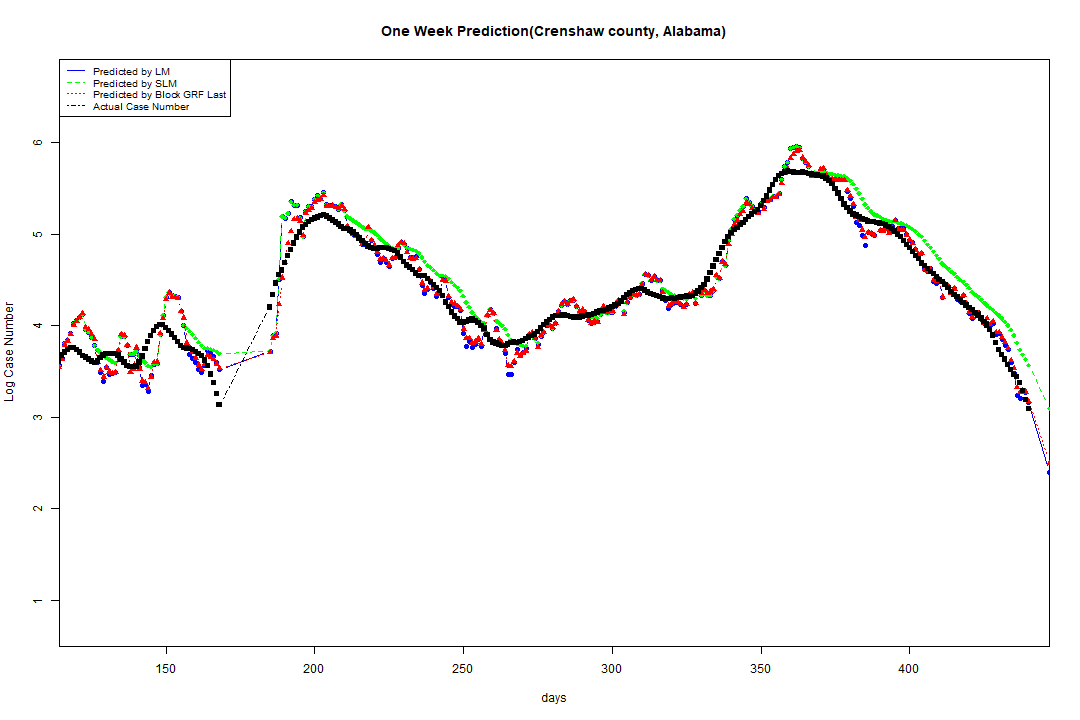 One Week Prediction(Crenshaw county, Alabama)
Predicted by LM
Predicted by SLM
Predicted by Block GRF Last
Actual Case Number
Log Case Number
6
5
4
3
2
1
150 200 250 300 350 400
days